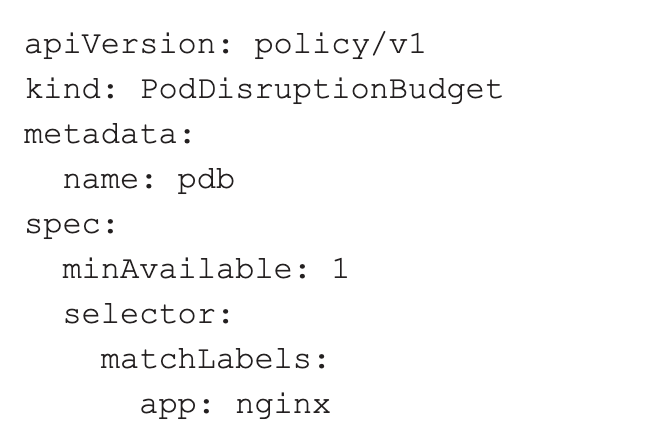 apiVersion: policy/v1
kind: PodDisruptionBudget
metadata:
  name: pdb
spec:
  minAvailable: 1
  selector:
    matchLabels:
      app: nginx